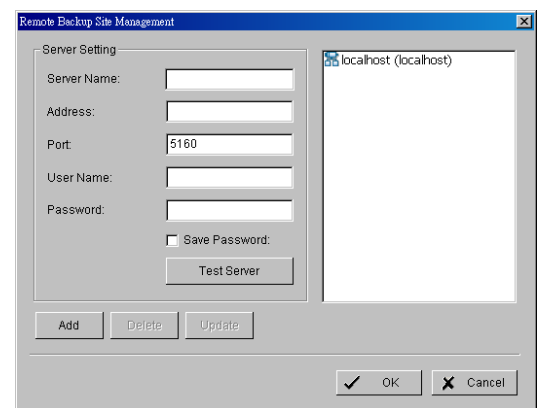 Remote Backup Site Management
Server Setting
Server Name:
Address:
Port: 5160
User Name:
Password:
Save Password:
Test Server
localhost (localhost)
Add Delete Update
OK Cancel